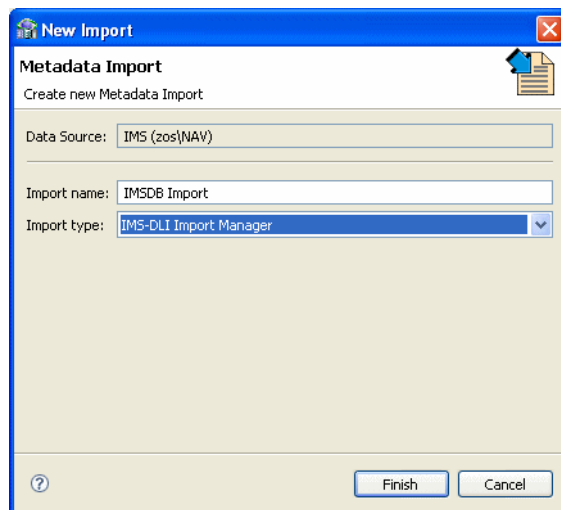 New Import
Metadata Import
Create new Metadata Import
Data Source: IMS (zos\NAV)
Import name: IMSDB Import
Import type: IMS-DLI Import Manager
? Finish Cancel